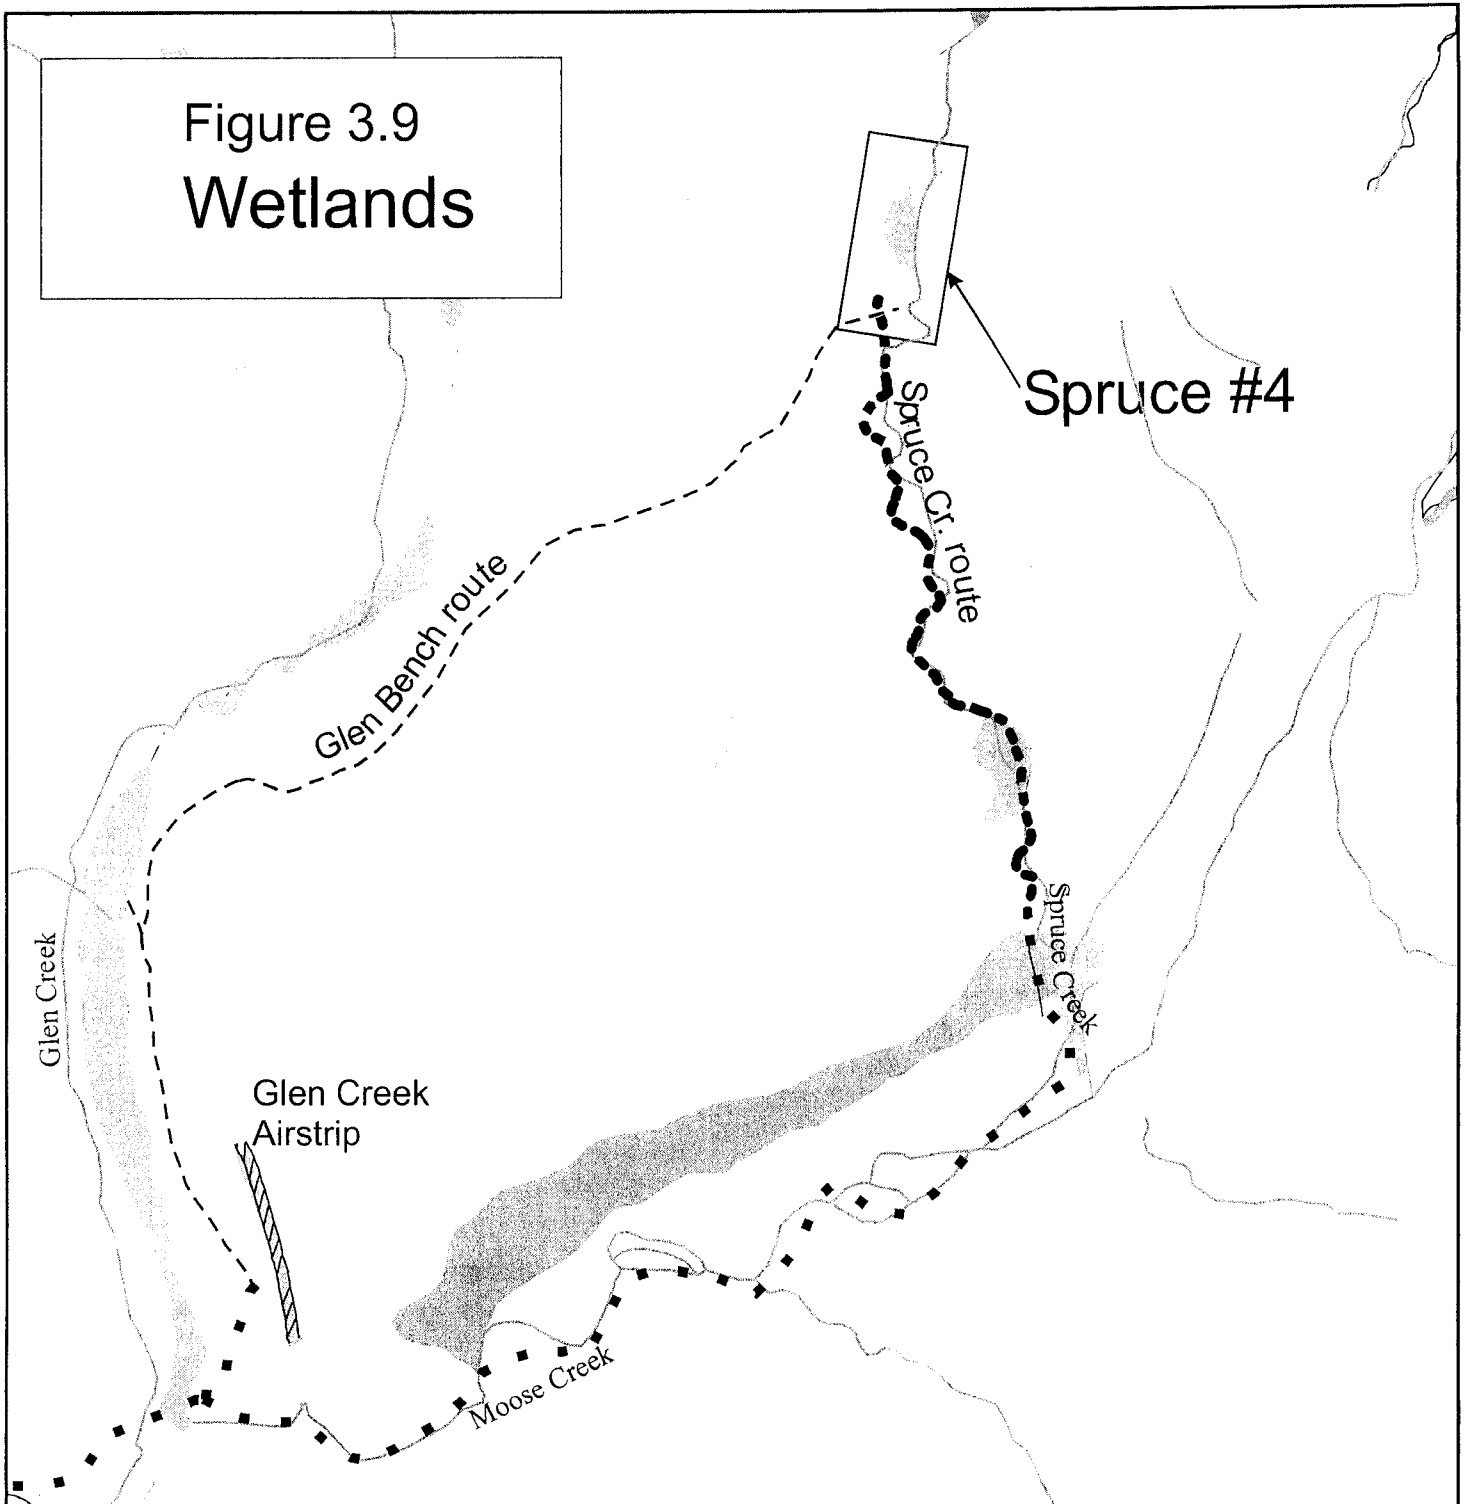 Figure 3.9
Wetlands
Spruce #4
Spruce Cr. route
Glen Bench route
Spruce Creek
Glen Creek
Glen Creek
Airstrip
Moose Creek